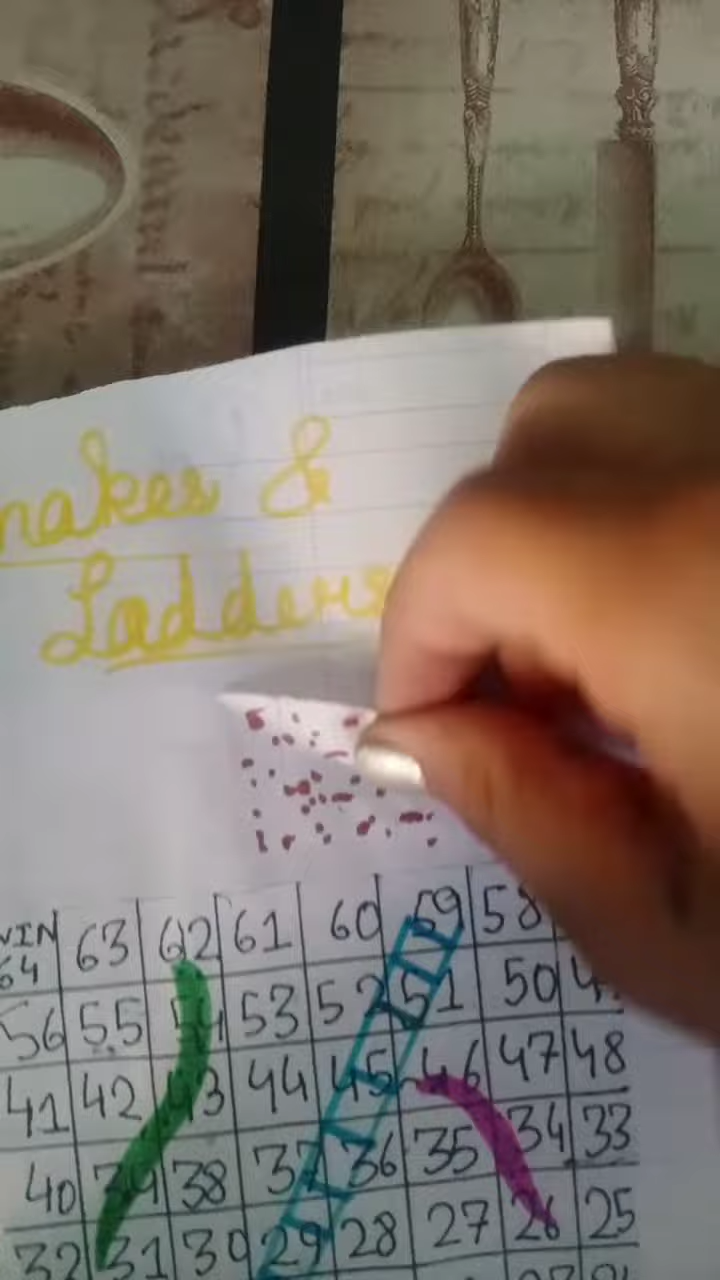 nakes &
Ladders
WIN 63 62 61 60 59 58
64
56 55 54 53 52 51 50
41 42 43 44 45 46 47 48
40 39 38 37 36 35 34 33
32 31 30 29 28 27 26 25